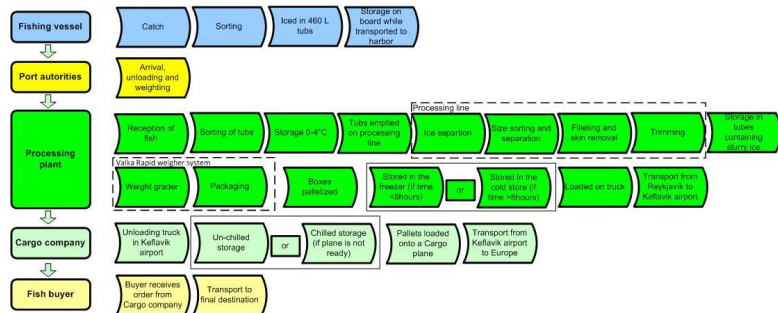 Fishing vessel
Catch
Sorting
Iced in 460 L
tubs
Storage on
board while
transported to
harbor
Port autorities
Arrival,
unloading and
weighting
Processing line
Processing
plant
Reception of
fish
Sorting of tubs
Storage 0-4°C
Tubs emptied
on processing
line
Ice separtion
Size sorting and
separation
Filleting and
skin removal
Trimming
Storage in
tubes
containing
slurry ice
Valka Rapid weigher system
Weight grader
Packaging
Boxes
palletized
Stored in the
freezer (if time
<8hours)
or
Stored in the
cold store (if
time >8hours)
Loaded on truck
Transport from
Reykjavik to
Keflavik airport
Cargo company
Unloading truck
in Keflavik
airport
Un-chilled
storage
or
Chilled storage
(if plane is not
ready)
Pallets loaded
onto a Cargo
plane
Transport from
Keflavik airport
to Europe
Fish buyer
Buyer receives
order from
Cargo company
Transport to
final destination